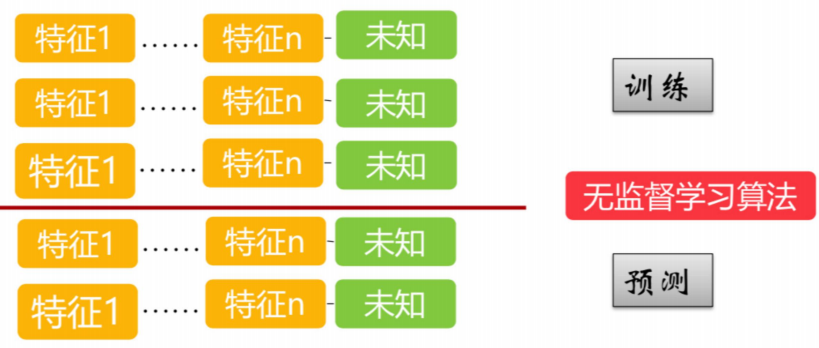 特征1 ...... 特征n - 未知
特征1 ...... 特征n - 未知
训练
特征1 ...... 特征n - 未知
无监督学习算法
特征1 ...... 特征n - 未知
预测
特征1 ...... 特征n - 未知